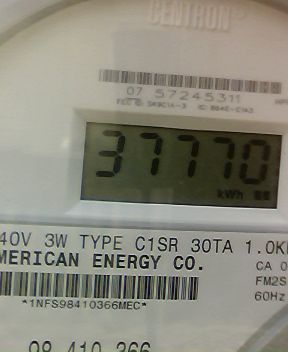 CENTRON®
07 57245311
37770
kWh
40V 3W TYPE C1SR 30TA 1.0K
MERICAN ENERGY CO.
CA 0
FM2S
60Hz
*1NFS98410366MEC*
98 410 366